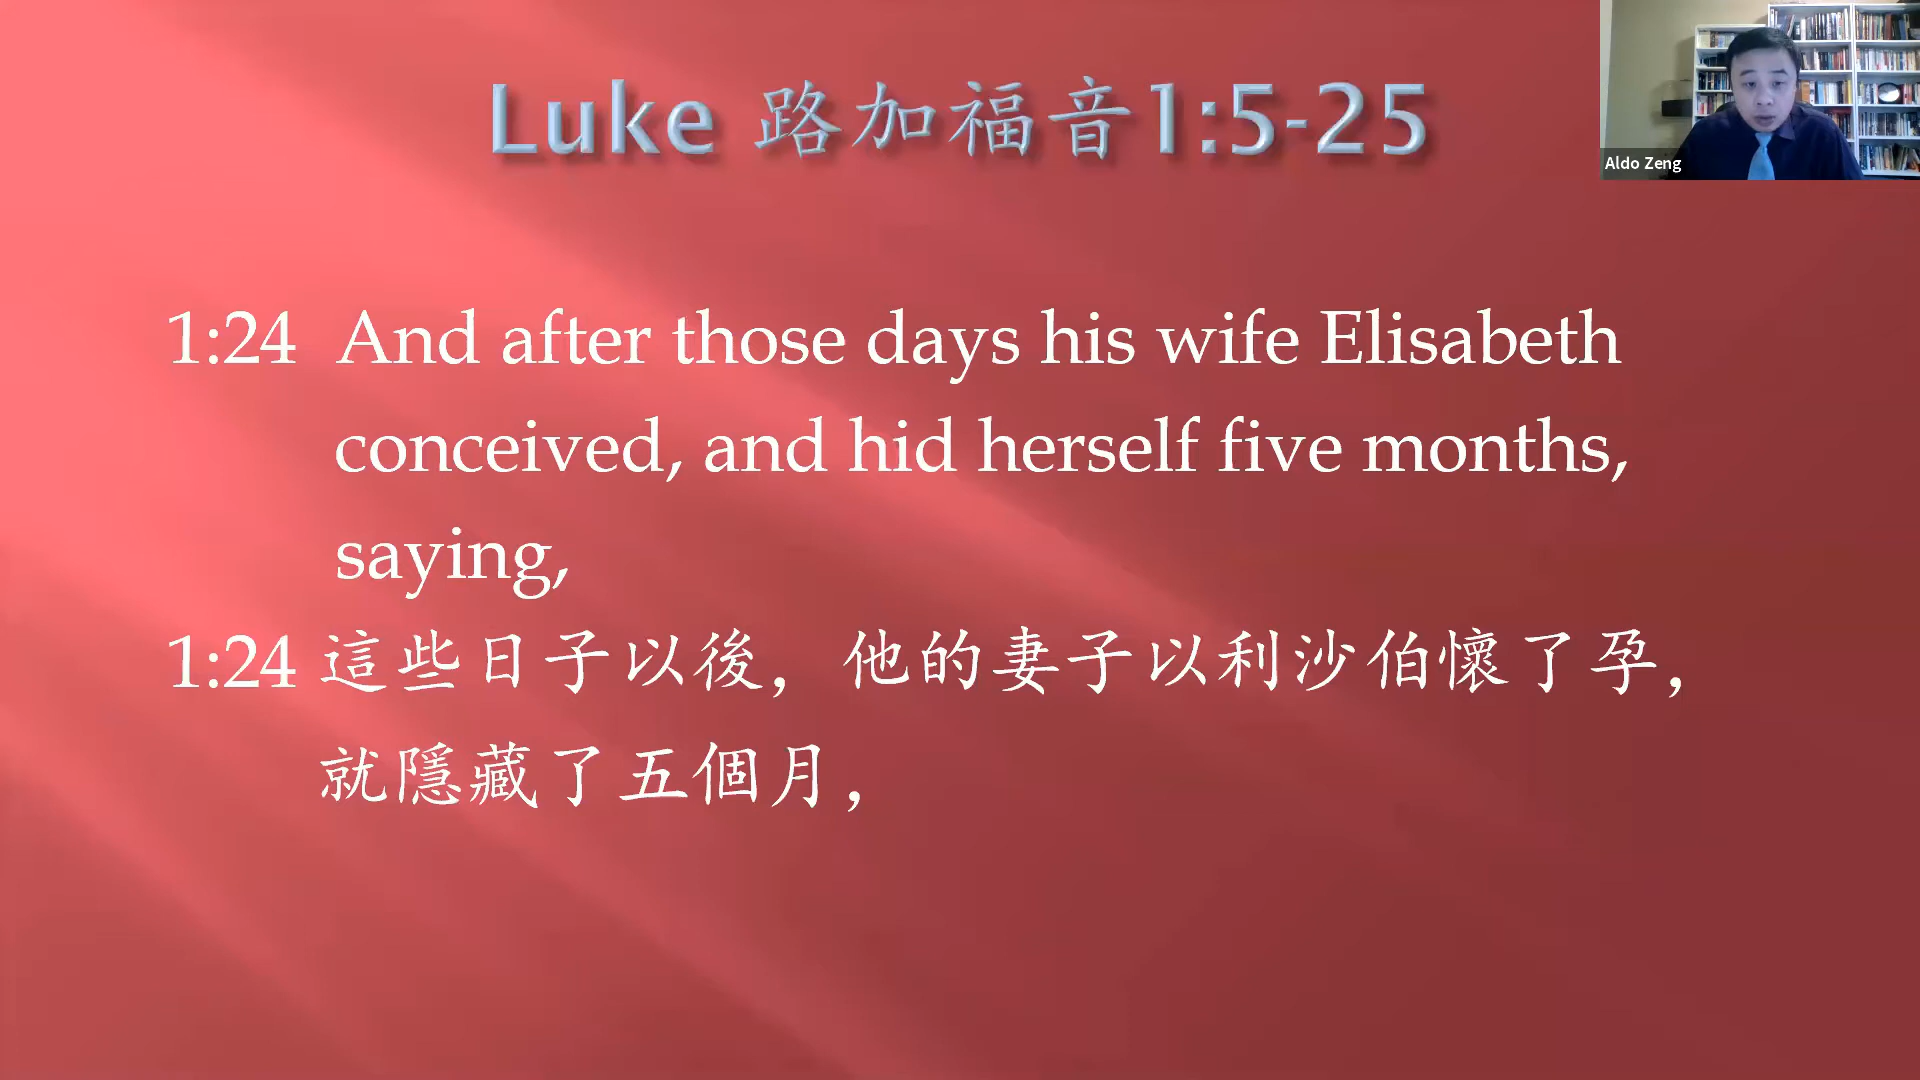 Luke 路加福音1:5-25
Aldo Zeng
1:24 And after those days his wife Elisabeth
conceived, and hid herself five months,
saying,
1:24 這些日子以後，他的妻子以利沙伯懷了孕，
就隱藏了五個月，